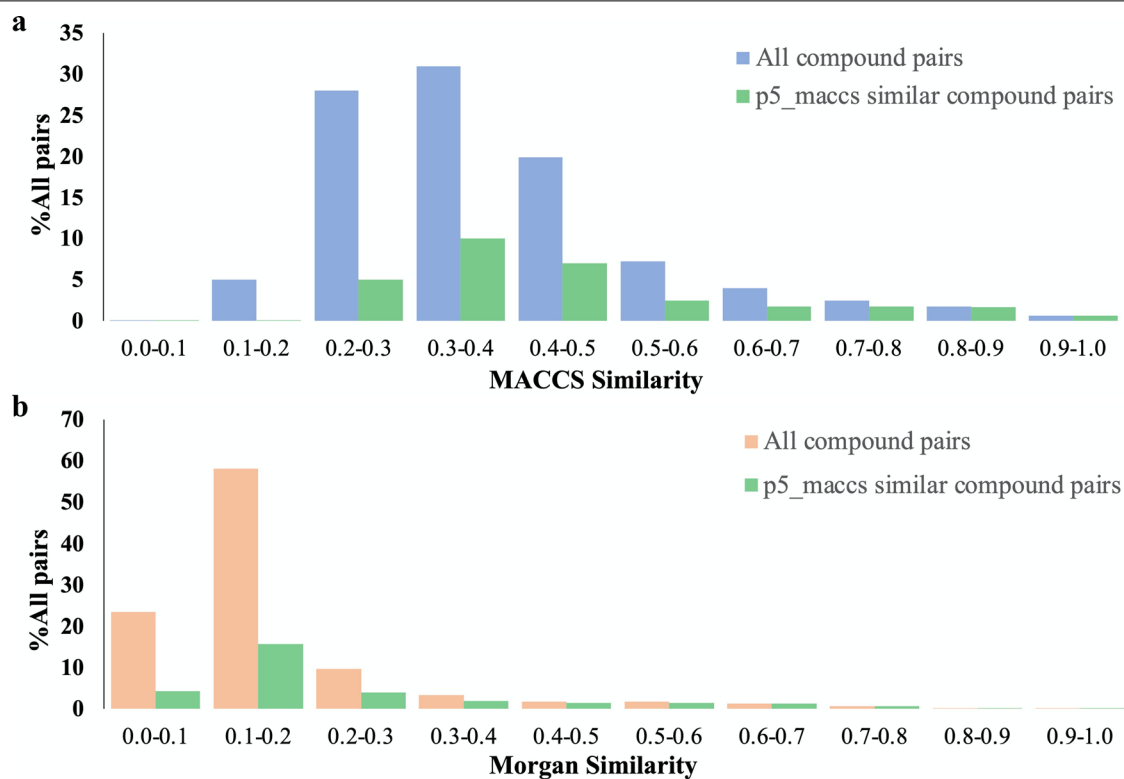 a
35
30
25
20
15
10
5
0
%All pairs
All compound pairs
p5_maccs similar compound pairs
0.0-0.1 0.1-0.2 0.2-0.3 0.3-0.4 0.4-0.5 0.5-0.6 0.6-0.7 0.7-0.8 0.8-0.9 0.9-1.0
MACCS Similarity
b
70
60
50
40
30
20
10
0
%All pairs
All compound pairs
p5_maccs similar compound pairs
0.0-0.1 0.1-0.2 0.2-0.3 0.3-0.4 0.4-0.5 0.5-0.6 0.6-0.7 0.7-0.8 0.8-0.9 0.9-1.0
Morgan Similarity